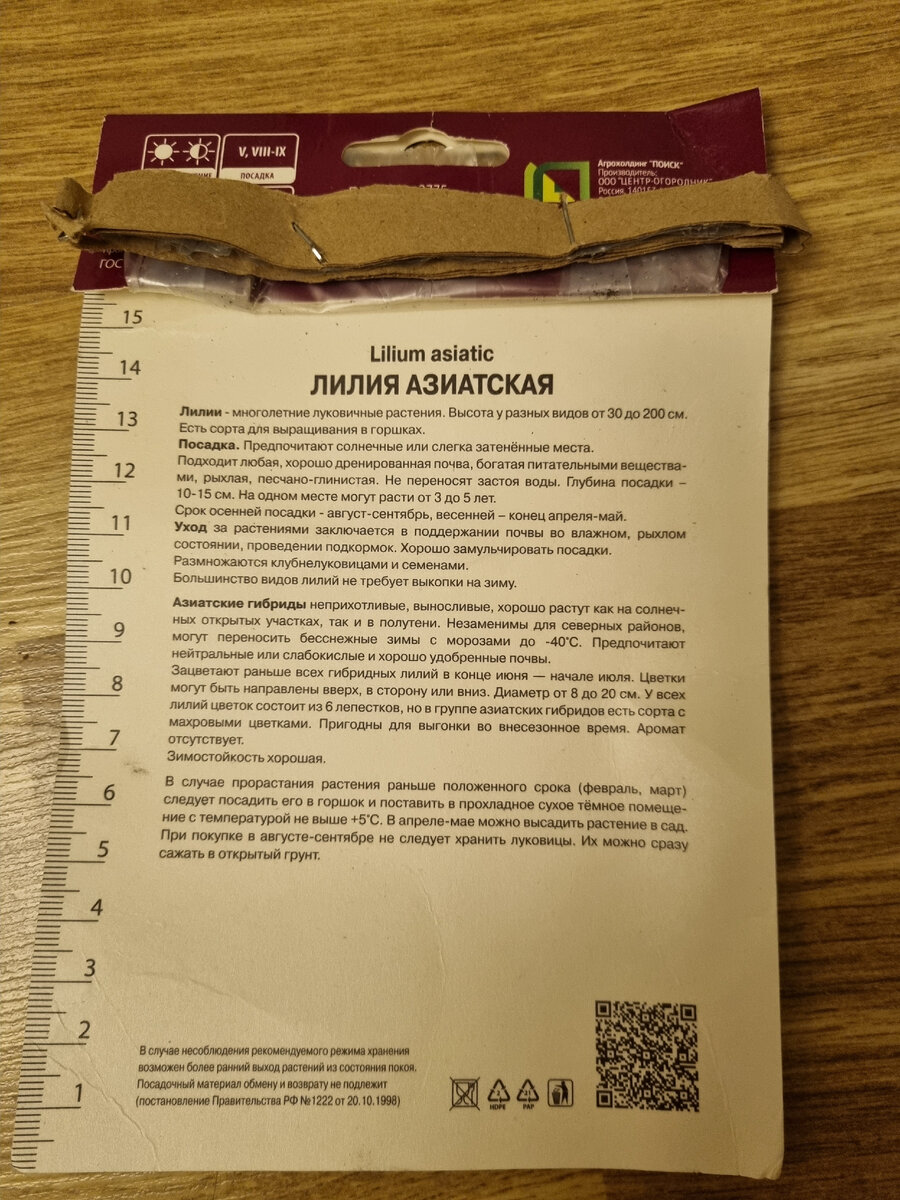 V, VIII-IX
ПОСАДКА
Агрохолдинг "ПОИСК"
Производитель:
ООО "ЦЕНТР-ОГОРОДНИК"
Россия,
ГОС
15
14
13
12
11
10
9
8
7
6
5
4
3
2
1
Lilium asiatic
ЛИЛИЯ АЗИАТСКАЯ
Лилии - многолетние луковичные растения. Высота у разных видов от 30 до 200 см.
Есть сорта для выращивания в горшках.
Посадка. Предпочитают солнечные или слегка затенённые места.
Подходит любая, хорошо дренированная почва, богатая питательными вещества-
ми, рыхлая, песчано-глинистая. Не переносят застоя воды. Глубина посадки –
10-15 см. На одном месте могут расти от 3 до 5 лет.
Срок осенней посадки - август-сентябрь, весенней – конец апреля-май.
Уход за растениями заключается в поддержании почвы во влажном, рыхлом
состоянии, проведении подкормок. Хорошо замульчировать посадки.
Размножаются клубнелуковицами и семенами.
Большинство видов лилий не требует выкопки на зиму.
Азиатские гибриды неприхотливые, выносливые, хорошо растут как на солнеч-
ных открытых участках, так и в полутени. Незаменимы для северных районов,
могут переносить бесснежные зимы с морозами до -40°С. Предпочитают
нейтральные или слабокислые и хорошо удобренные почвы.
Зацветают раньше всех гибридных лилий в конце июня — начале июля. Цветки
могут быть направлены вверх, в сторону или вниз. Диаметр от 8 до 20 см. У всех
лилий цветок состоит из 6 лепестков, но в группе азиатских гибридов есть сорта с
махровыми цветками. Пригодны для выгонки во внесезонное время. Аромат
отсутствует.
Зимостойкость хорошая.
В случае прорастания растения раньше положенного срока (февраль, март)
следует посадить его в горшок и поставить в прохладное сухое тёмное помеще-
ние с температурой не выше +5°С. В апреле-мае можно высадить растение в сад.
При покупке в августе-сентябре не следует хранить луковицы. Их можно сразу
сажать в открытый грунт.
В случае несоблюдения рекомендуемого режима хранения
возможен более ранний выход растений из состояния покоя.
Посадочный материал обмену и возврату не подлежит
(постановление Правительства РФ №1222 от 20.10.1998)
2
HDPE
21
PAP